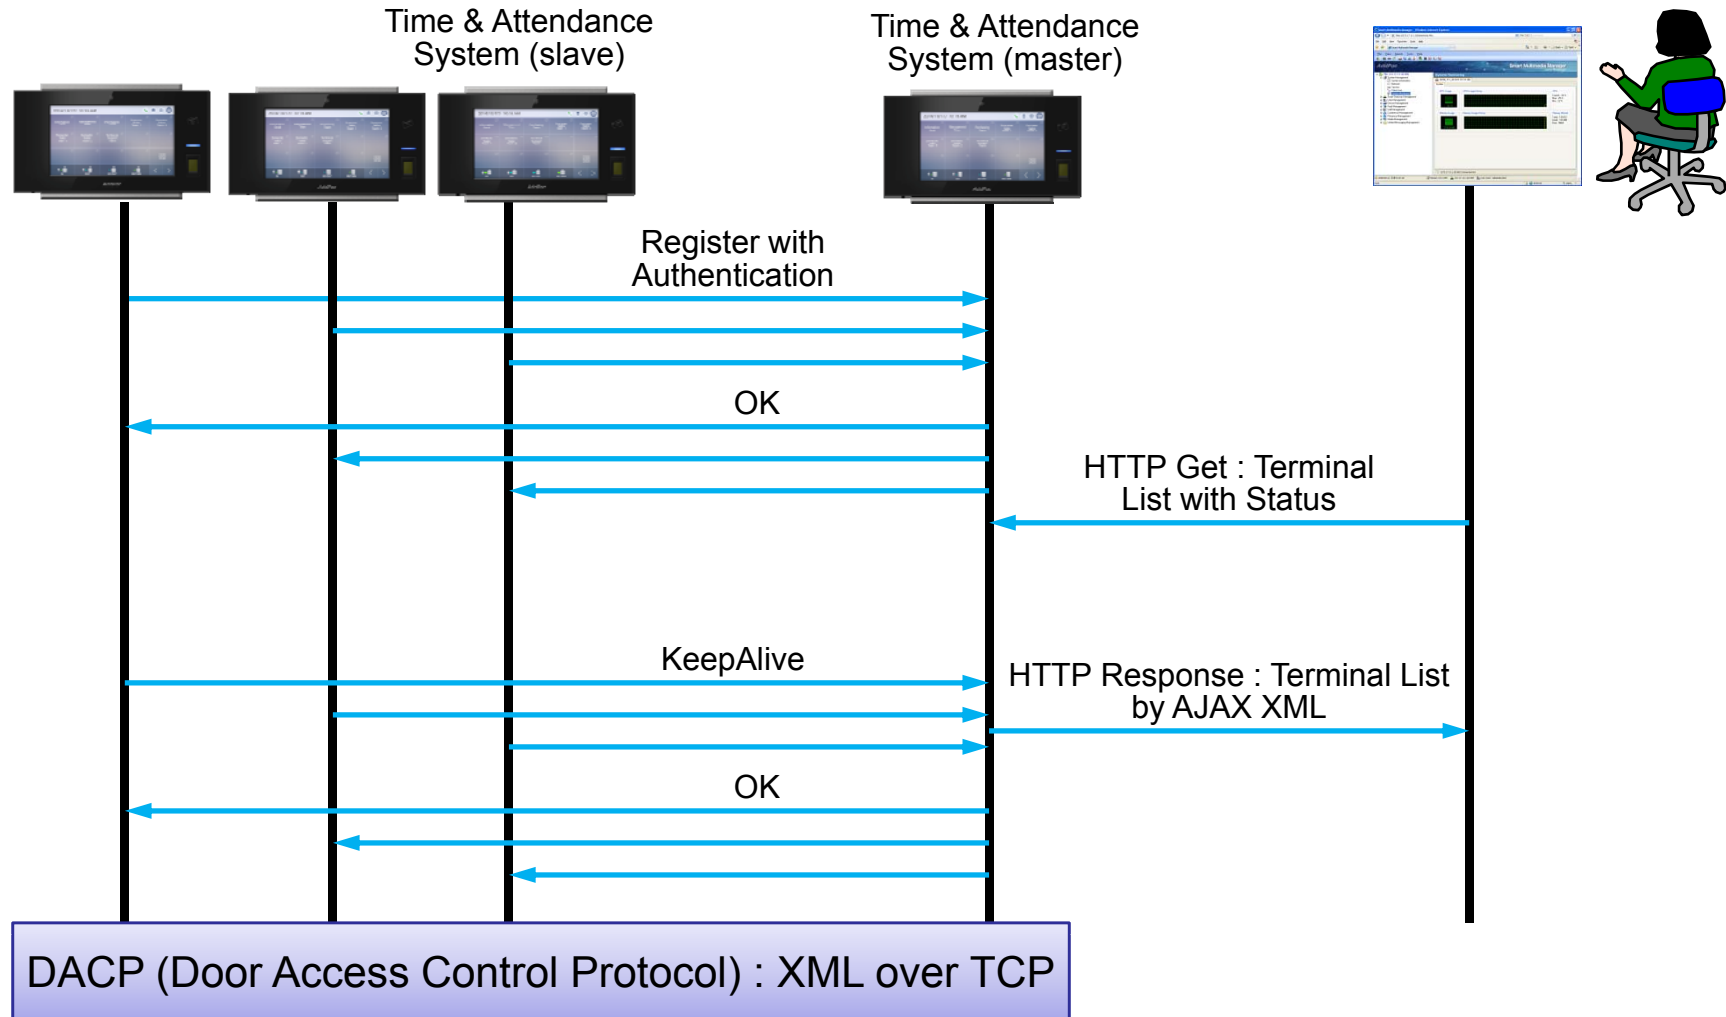 Time & Attendance
System (slave)
Time & Attendance
System (master)
Register with
Authentication
OK
HTTP Get : Terminal
List with Status
KeepAlive
HTTP Response : Terminal List
by AJAX XML
OK
DACP (Door Access Control Protocol) : XML over TCP